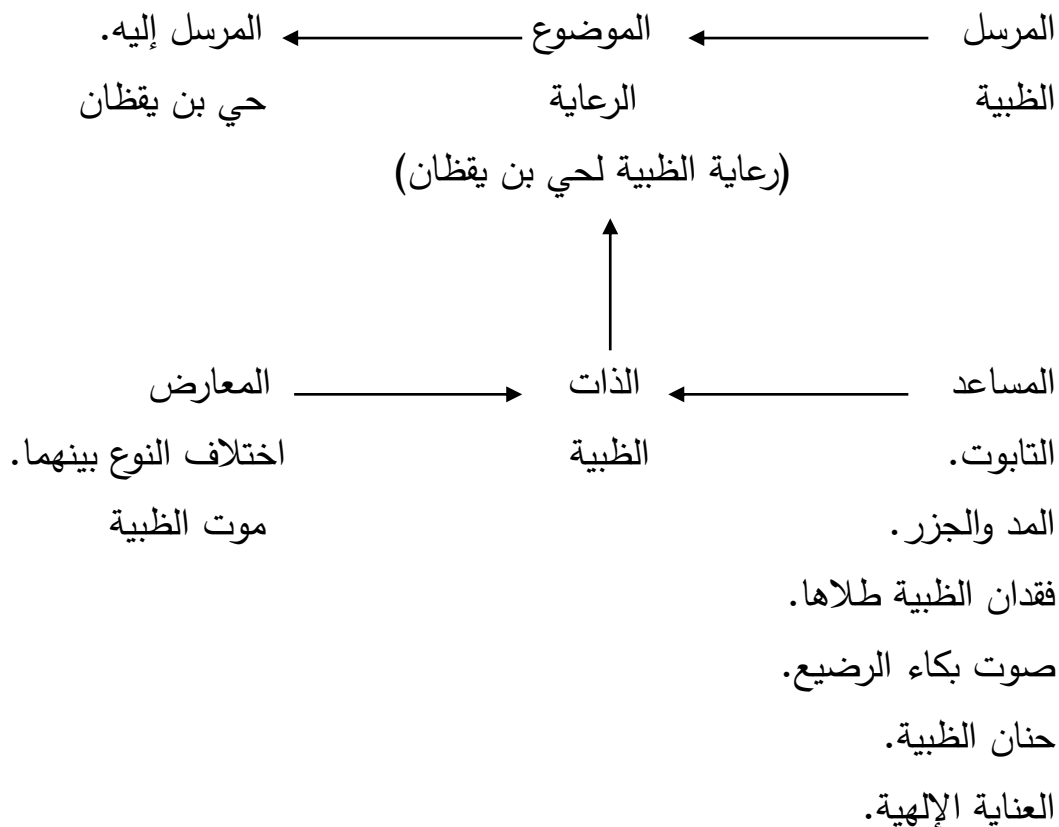 المرسل الموضوع المرسل إليه.
الظبية الرعاية حي بن يقظان
(رعاية الظبية لحي بن يقظان)
المساعد الذات المعارض
التابوت. الظبية اختلاف النوع بينهما.
المد والجزر. موت الظبية
فقدان الظبية طلاها.
صوت بكاء الرضيع.
حنان الظبية.
العناية الإلهية.